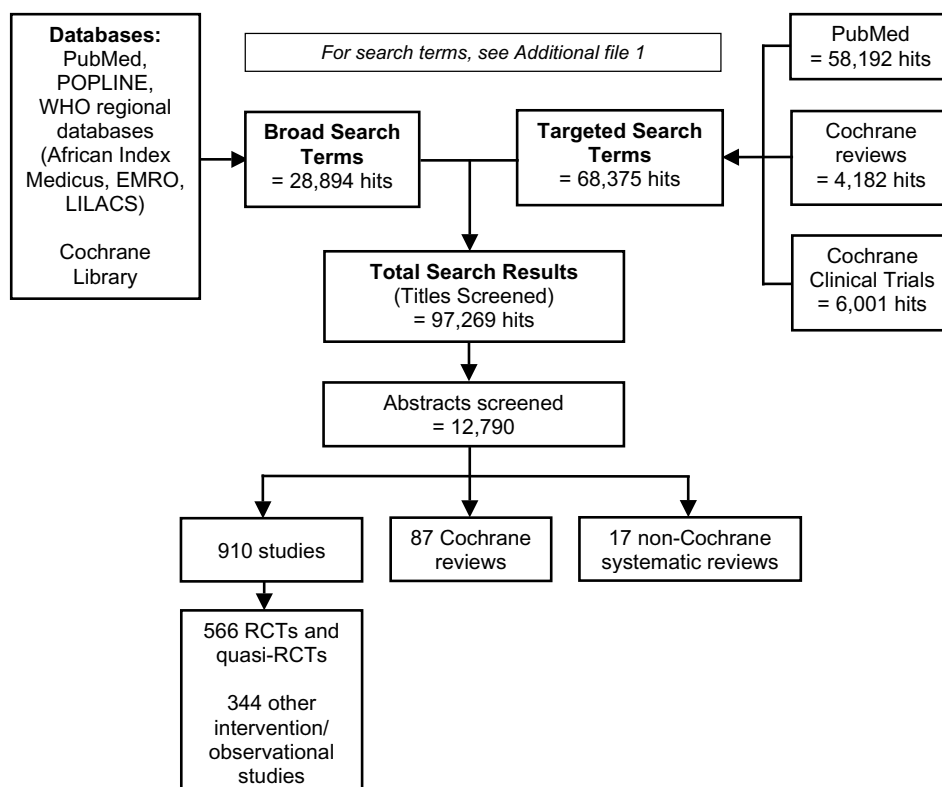 Databases:
PubMed,
POPLINE,
WHO regional
databases
(African Index
Medicus, EMRO,
LILACS)
Cochrane
Library
For search terms, see Additional file 1
Broad Search
Terms
= 28,894 hits
Targeted Search
Terms
= 68,375 hits
PubMed
= 58,192 hits
Cochrane
reviews
= 4,182 hits
Cochrane
Clinical Trials
= 6,001 hits
Total Search Results
(Titles Screened)
= 97,269 hits
Abstracts screened
= 12,790
910 studies
87 Cochrane
reviews
17 non-Cochrane
systematic reviews
566 RCTs and
quasi-RCTs
344 other
intervention/
observational
studies